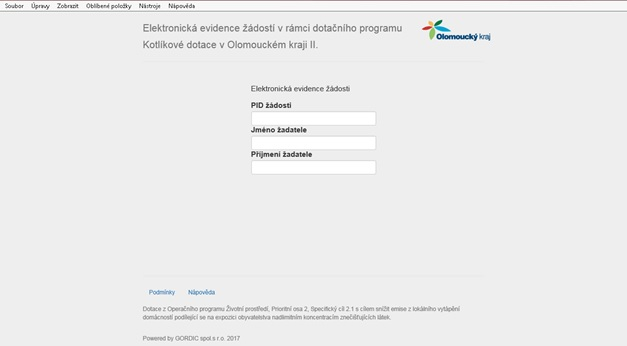 Soubor Úpravy Zobrazit Oblíbené položky Nástroje Nápověda
Elektronická evidence žádostí v rámci dotačního programu
Kotlíkové dotace v Olomouckém kraji II.
Olomoucký kraj
Elektronická evidence žádosti
PID žádosti
Jméno žadatele
Příjmení žadatele
Podmínky Nápověda
Dotace z Operačního programu Životní prostředí, Prioritní osa 2, Specifický cíl 2.1 s cílem snížit emise z lokálního vytápění
domácností podílející se na expozici obyvatelstva nadlimitním koncentracím znečišťujících látek.
Powered by GORDIC spol s r.o. 2017